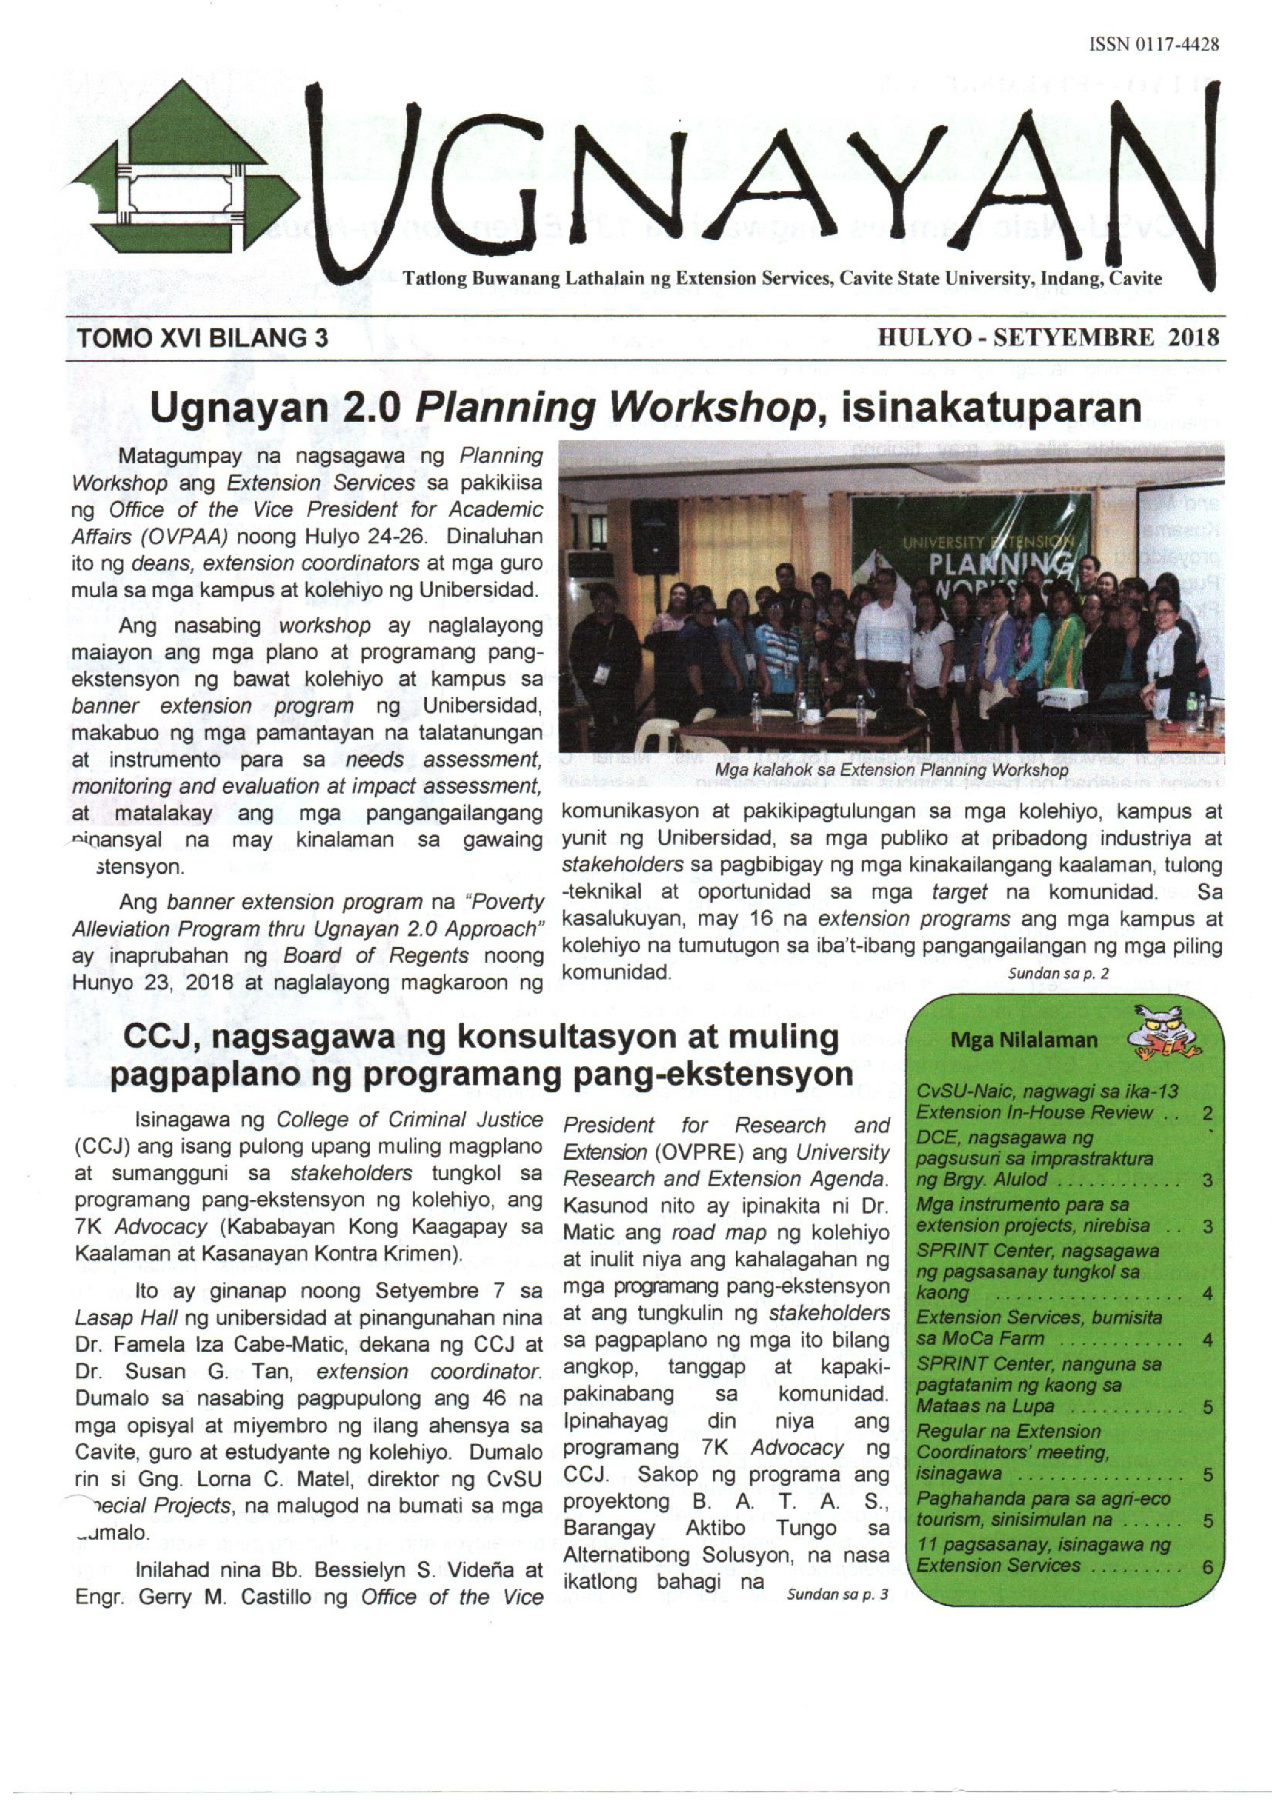 ISSN 0117-4428
UGNAYAN
Tatlong Buwanang Lathalain ng Extension Services, Cavite State University, Indang, Cavite
TOMO XVI BILANG 3
HULYO - SETYEMBRE 2018
Ugnayan 2.0 Planning Workshop, isinakatuparan
Matagumpay na nagsagawa ng Planning
Workshop ang Extension Services sa pakikiisa
ng Office of the Vice President for Academic
Affairs (OVPAA) noong Hulyo 24-26. Dinaluhan
ito ng deans, extension coordinators at mga guro
mula sa mga kampus at kolehiyo ng Unibersidad.
Ang nasabing workshop ay naglalayong
maiayon ang mga plano at programang pang-
ekstensyon ng bawat kolehiyo at kampus sa
banner extension program ng Unibersidad,
makabuo ng mga pamantayan na talatanungan
at instrumento para sa needs assessment,
monitoring and evaluation at impact assessment,
at matalakay ang mga pangangailangang
pinansyal na may kinalaman sa gawaing
stensyon.
Ang banner extension program na “Poverty
Alleviation Program thru Ugnayan 2.0 Approach”
ay inaprubahan ng Board of Regents noong
Hunyo 23, 2018 at naglalayong magkaroon ng
UNIVERSITY EXTENSION
PLANNING
WORKSHOP
Mga kalahok sa Extension Planning Workshop
komunikasyon at pakikipagtulungan sa mga kolehiyo, kampus at
yunit ng Unibersidad, sa mga publiko at pribadong industriya at
stakeholders sa pagbibigay ng mga kinakailangang kaalaman, tulong
-teknikal at oportunidad sa mga target na komunidad. Sa
kasalukuyan, may 16 na extension programs ang mga kampus at
kolehiyo na tumutugon sa iba’t-ibang pangangailangan ng mga piling
komunidad.
Sundan sa p. 2
CCJ, nagsagawa ng konsultasyon at muling
pagpaplano ng programang pang-ekstensyon
Isinagawa ng College of Criminal Justice
(CCJ) ang isang pulong upang muling magplano
at sumangguni sa stakeholders tungkol sa
programang pang-ekstensyon ng kolehiyo, ang
7K Advocacy (Kababayan Kong Kaagapay sa
Kaalaman at Kasanayan Kontra Krimen).
Ito ay ginanap noong Setyembre 7 sa
Lasap Hall ng unibersidad at pinangunahan nina
Dr. Famela Iza Cabe-Matic, dekana ng CCJ at
Dr. Susan G. Tan, extension coordinator.
Dumalo sa nasabing pagpupulong ang 46 na
mga opisyal at miyembro ng ilang ahensya sa
Cavite, guro at estudyante ng kolehiyo. Dumalo
rin si Gng. Lorna C. Matel, direktor ng CvSU
pecial Projects, na malugod na bumati sa mga
umalo.
Inilahad nina Bb. Bessielyn S. Videña at
Engr. Gerry M. Castillo ng Office of the Vice
President for Research and
Extension (OVPRE) ang University
Research and Extension Agenda.
Kasunod nito ay ipinakita ni Dr.
Matic ang road map ng kolehiyo
at inulit niya ang kahalagahan ng
mga programang pang-ekstensyon
at ang tungkulin ng stakeholders
sa pagpaplano ng mga ito bilang
angkop, tanggap at kapaki-
pakinabang sa komunidad.
Ipinahayag din niya ang
programang 7K Advocacy ng
CCJ. Sakop ng programa ang
proyektong B. A. T. A. S.,
Barangay Aktibo Tungo sa
Alternatibong Solusyon, na nasa
ikatlong bahagi na
Sundan sa p. 3
Mga Nilalaman
CvSU-Naic, nagwagi sa ika-13
Extension In-House Review .. 2
DCE, nagsagawa ng
pagsusuri sa imprastraktura
ng Brgy. Alulod ............ 3
Mga instrumento para sa
extension projects, nirebisa .. 3
SPRINT Center, nagsagawa
ng pagsasanay tungkol sa
kaong .................. 4
Extension Services, bumisita
sa MoCa Farm ............ 4
SPRINT Center, nanguna sa
pagtatanim ng kaong sa
Mataas na Lupa ........... 5
Regular na Extension
Coordinators’ meeting,
isinagawa ................ 5
Paghahanda para sa agri-eco
tourism, sinisimulan na ...... 5
11 pagsasanay, isinagawa ng
Extension Services ......... 6